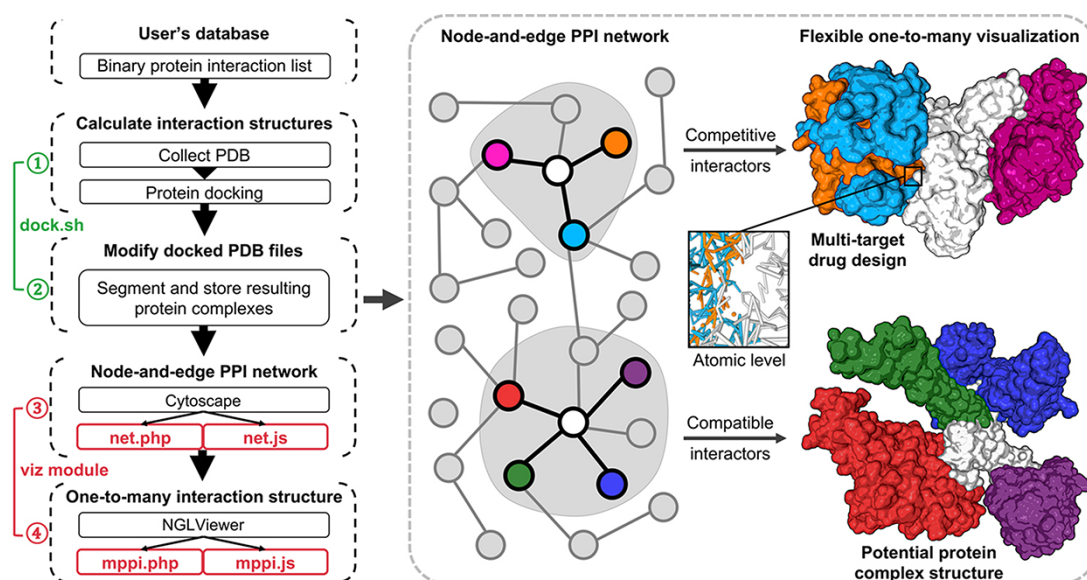 User's database
Binary protein interaction list
Calculate interaction structures
① Collect PDB
Protein docking
dock.sh
Modify docked PDB files
② Segment and store resulting
protein complexes
Node-and-edge PPI network
③ Cytoscape
net.php net.js
viz module
One-to-many interaction structure
④ NGLViewer
mppi.php mppi.js
Node-and-edge PPI network
Competitive
interactors
Compatible
interactors
Flexible one-to-many visualization
Multi-target
drug design
Atomic level
Potential protein
complex structure